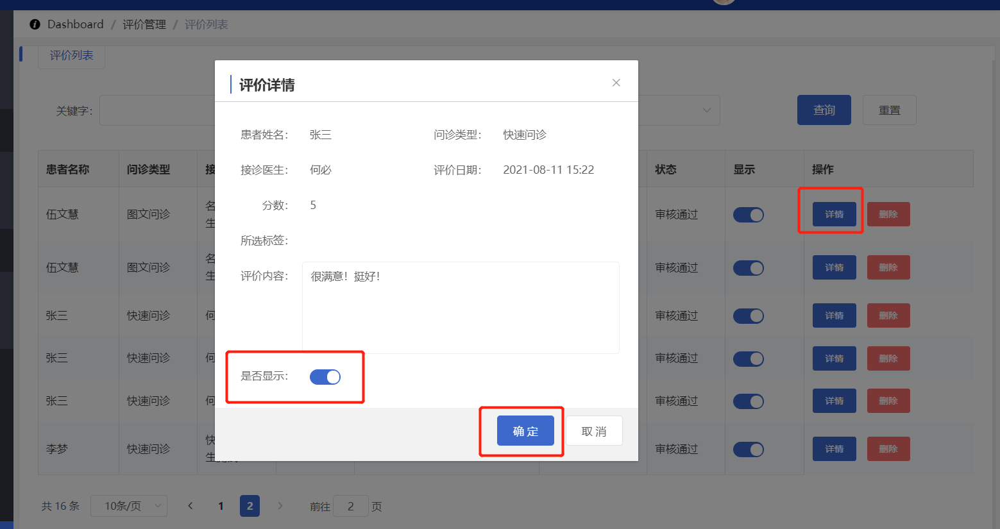 Dashboard / 评价管理 / 评价列表
评价列表
关键字：
查询 重置
评价详情
患者姓名： 张三 问诊类型： 快速问诊
接诊医生： 何必 评价日期： 2021-08-11 15:22
分数： 5
所选标签：
评价内容： 很满意！挺好！
是否显示：
确 定 取 消
患者名称 问诊类型 接 状态 显示 操作
伍文慧 图文问诊 名 审核通过 详情 删除
生
伍文慧 图文问诊 名 审核通过 详情 删除
生
张三 快速问诊 何 审核通过 详情 删除
张三 快速问诊 何 审核通过 详情 删除
张三 快速问诊 何 审核通过 详情 删除
李梦 快速问诊 快 审核通过 详情 删除
生
共 16 条 10条/页 1 2 前往 2 页